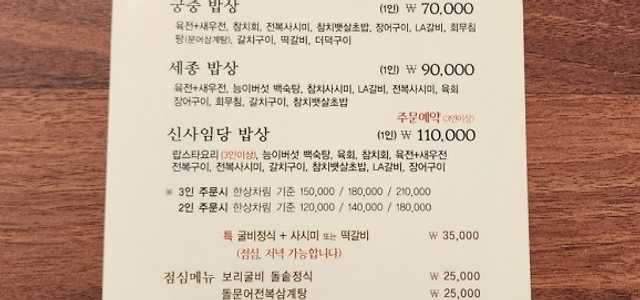 궁중 밥상 (1인) ₩ 70,000
육전+새우전, 참치회, 전복사시미, 참치뱃살초밥, 장어구이, LA갈비, 회무침
탕(문어삼계탕), 갈치구이, 떡갈비, 더덕구이
세종 밥상 (1인) ₩ 90,000
육전+새우전, 능이버섯 백숙탕, 참치사시미, LA갈비, 전복사시미, 육회
장어구이, 회무침, 갈치구이, 참치뱃살초밥
주문예약 (3인이상)
신사임당 밥상 (1인) ₩ 110,000
랍스타요리 (3인이상), 능이버섯 백숙탕, 육회, 참치회, 육전+새우전
전복구이, 전복사시미, 갈치구이, 참치뱃살초밥, LA갈비, 장어구이
※ 3인 주문시 한상차림 기준 150,000 / 180,000 / 210,000
2인 주문시 한상차림 기준 120,000 / 140,000 / 180,000
특 굴비정식 + 사시미 또는 떡갈비 ₩ 35,000
(점심, 저녁 가능합니다)
점심메뉴 보리굴비 돌솥정식 ₩ 25,000
돌문어전복삼계탕 ₩ 25,000